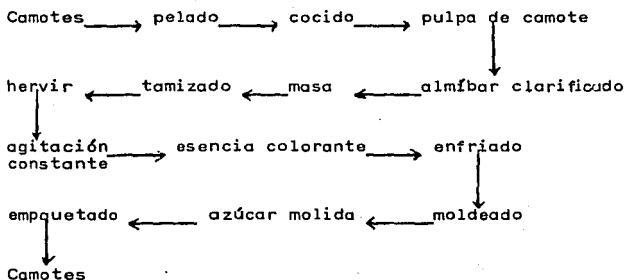 Camotes pelado cocido pulpa de camote
hervir tamizado masa almíbar clarificado
agitación constante esencia colorante enfriado
empaquetado azúcar molida moldeado
Camotes